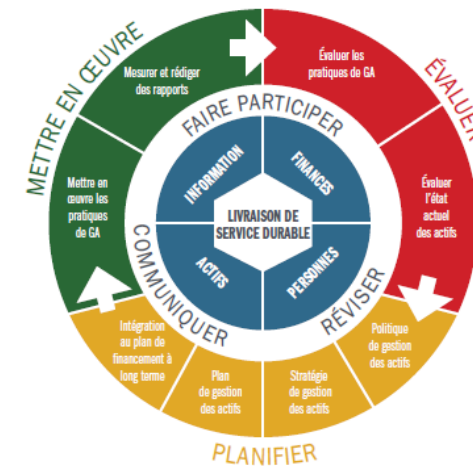 METTRE EN ŒUVRE
ÉVALUER
PLANIFIER
Mesurer et rédiger
des rapports
Évaluer les
pratiques de GA
Évaluer
l'état
actuel
des actifs
Politique
de gestion
des actifs
Stratégie
de gestion
des actifs
Plan
de gestion
des actifs
Intégration
au plan de
financement à
long terme
Mettre en
œuvre les
pratiques
de GA
FAIRE PARTICIPER
RÉVISER
COMMUNIQUER
INFORMATION
FINANCES
PERSONNES
ACTIFS
LIVRAISON DE
SERVICE DURABLE